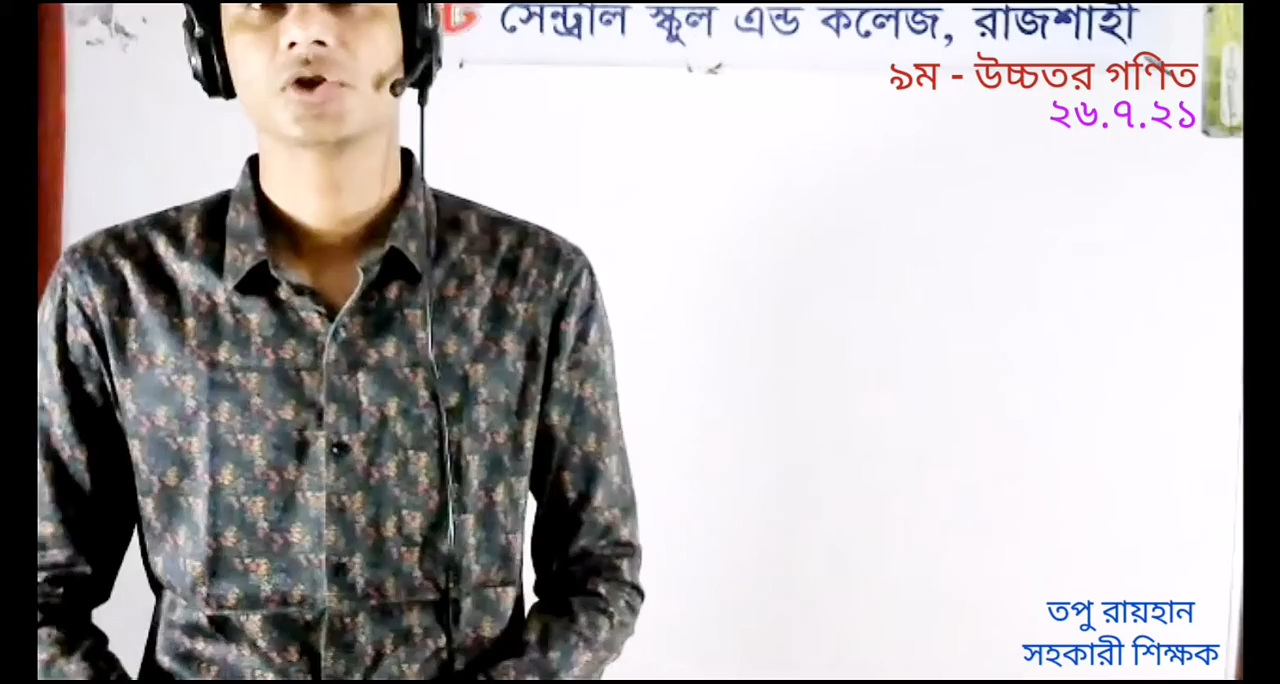 সেন্ট্রাল স্কুল এন্ড কলেজ, রাজশাহী
৯ম - উচ্চতর গণিত
২৬.৭.২১
তপু রায়হান
সহকারী শিক্ষক